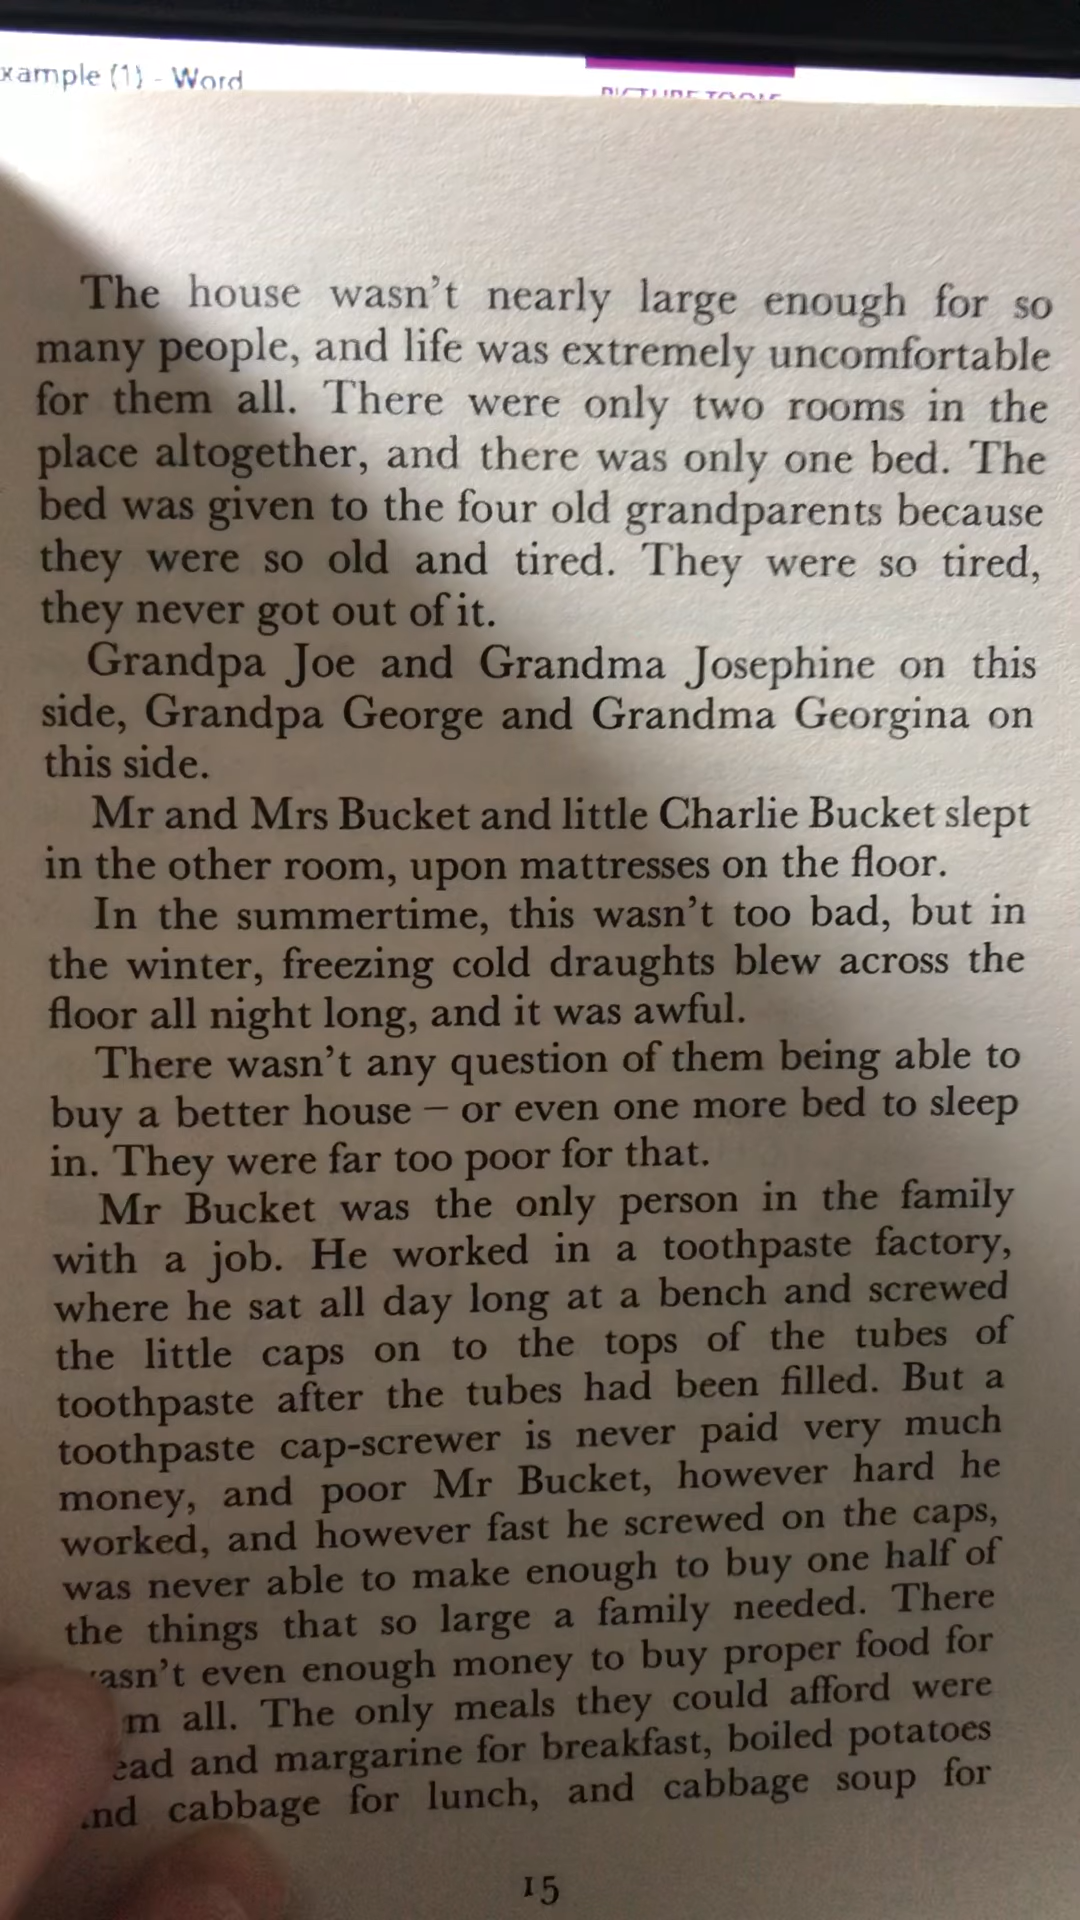 xample (1) - Word
PICTURE TOOLS
The house wasn't nearly large enough for so
many people, and life was extremely uncomfortable
for them all. There were only two rooms in the
place altogether, and there was only one bed. The
bed was given to the four old grandparents because
they were so old and tired. They were so tired,
they never got out of it.
Grandpa Joe and Grandma Josephine on this
side, Grandpa George and Grandma Georgina on
this side.
Mr and Mrs Bucket and little Charlie Bucket slept
in the other room, upon mattresses on the floor.
In the summertime, this wasn't too bad, but in
the winter, freezing cold draughts blew across the
floor all night long, and it was awful.
There wasn't any question of them being able to
buy a better house – or even one more bed to sleep
in. They were far too poor for that.
Mr Bucket was the only person in the family
with a job. He worked in a toothpaste factory,
where he sat all day long at a bench and screwed
the little caps on to the tops of the tubes of
toothpaste after the tubes had been filled. But a
toothpaste cap-screwer is never paid very much
money, and poor Mr Bucket, however hard he
worked, and however fast he screwed on the caps,
was never able to make enough to buy one half of
the things that so large a family needed. There
asn't even enough money to buy proper food for
m all. The only meals they could afford were
ead and margarine for breakfast, boiled potatoes
nd cabbage for lunch, and cabbage soup for
15